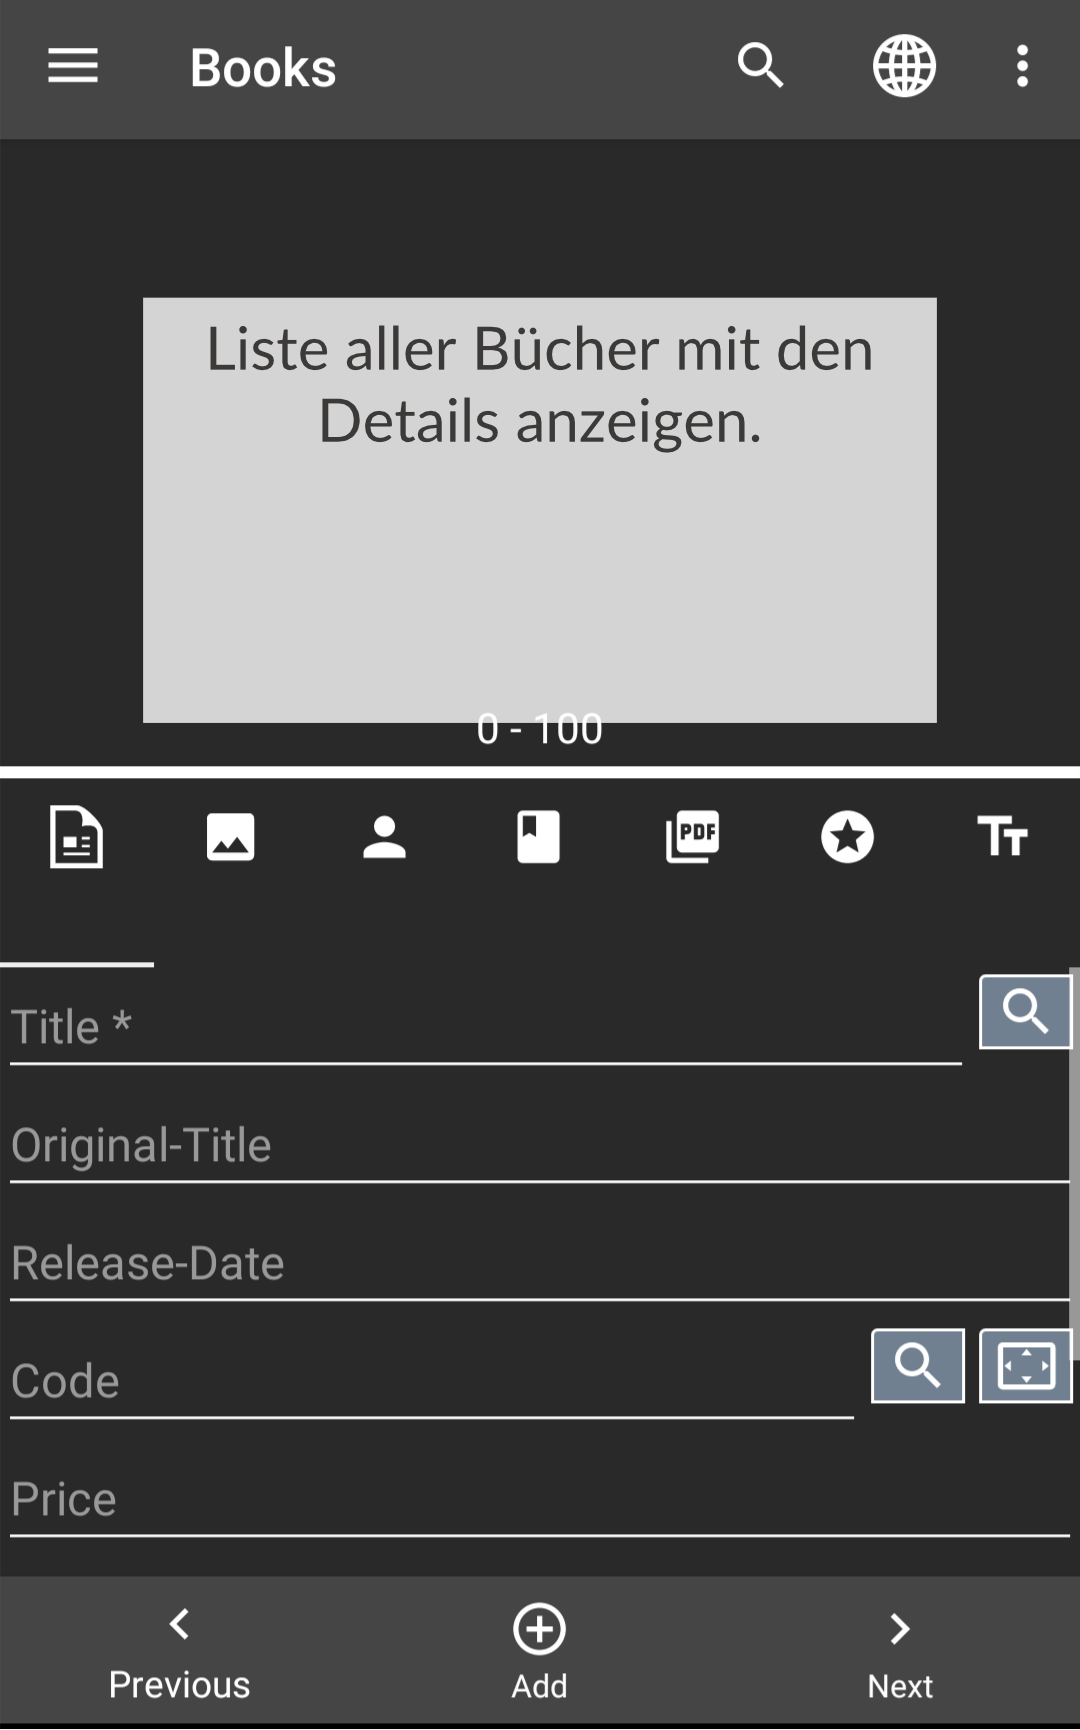 Books
Liste aller Bücher mit den
Details anzeigen.
0 - 100
PDF
Title *
Original-Title
Release-Date
Code
Price
Previous
Add
Next